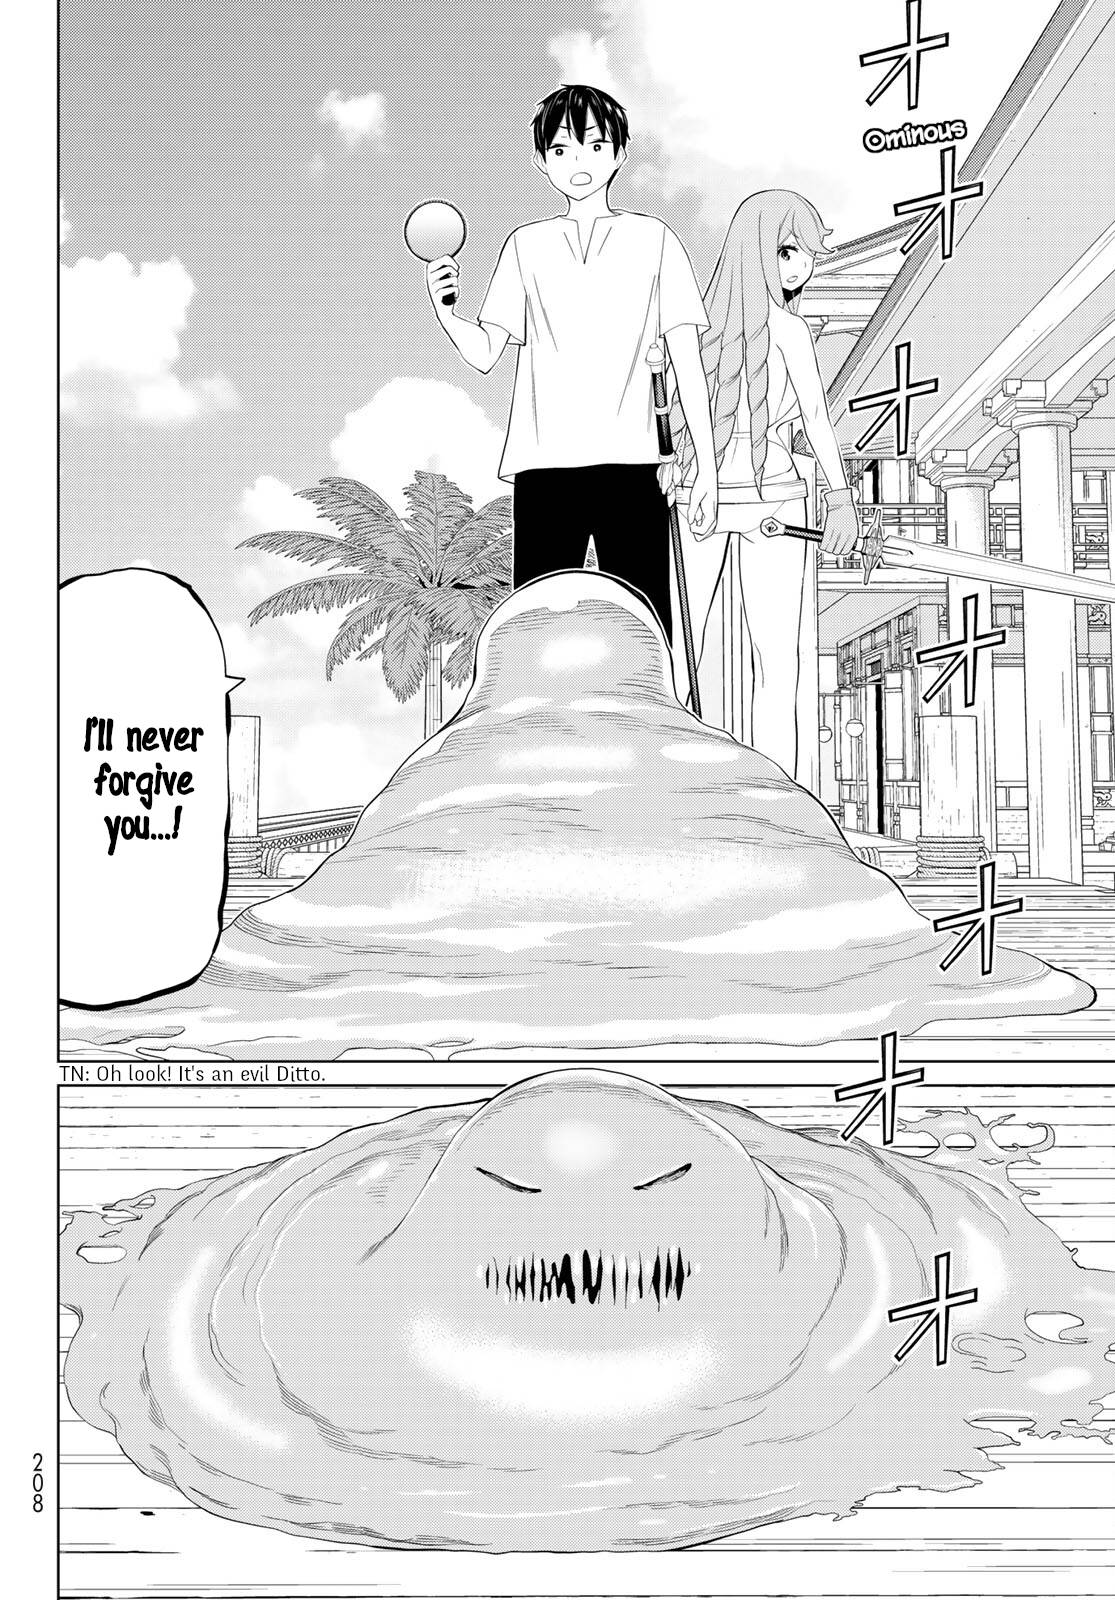 オ
Ominous
オ
オ
オ
オ
I'll never
forgive
you...!
TN: Oh look! It's an evil Ditto.
オ
オ
208